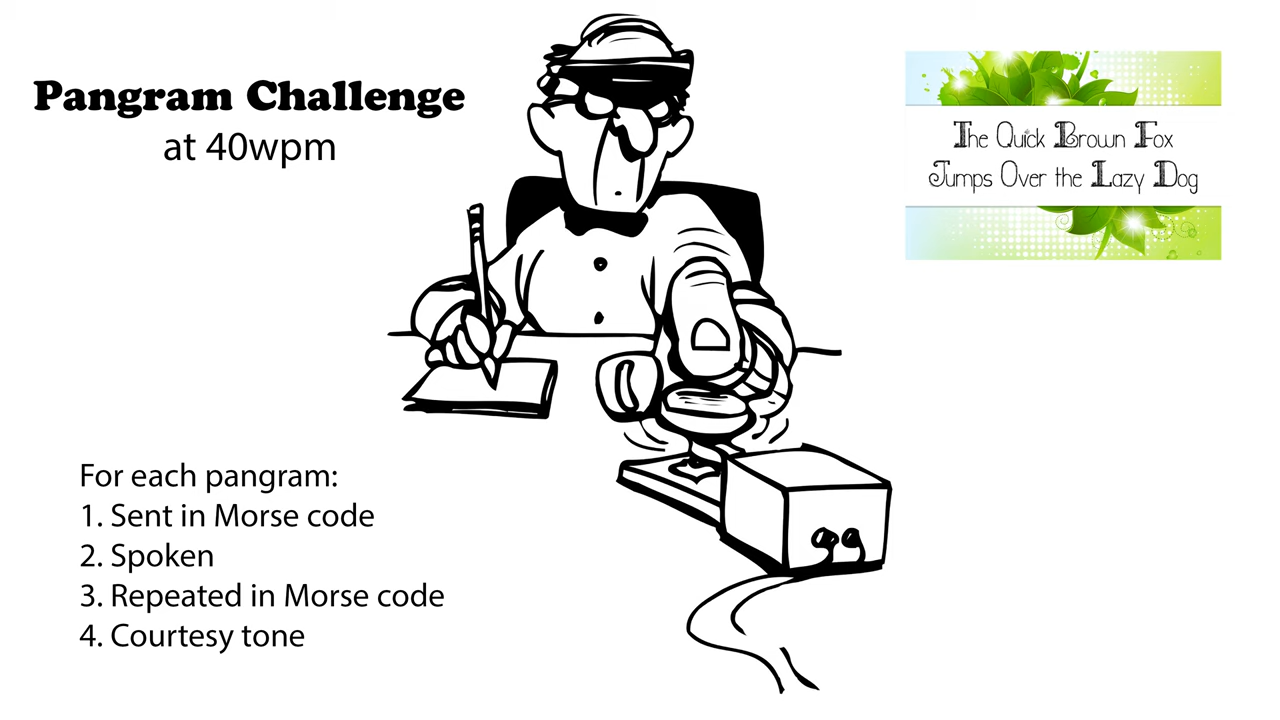 Pangram Challenge
at 40wpm
The Quick Brown Fox
Jumps Over the Lazy Dog
For each pangram:
1. Sent in Morse code
2. Spoken
3. Repeated in Morse code
4. Courtesy tone